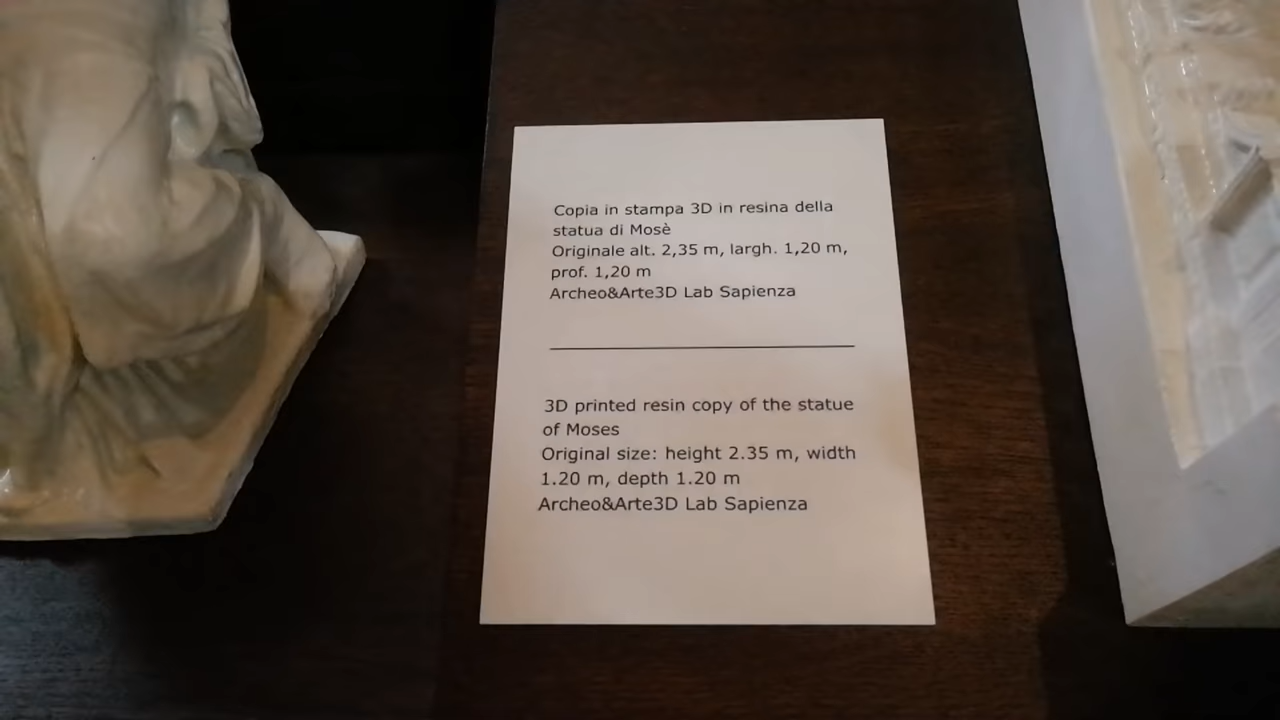 Copia in stampa 3D in resina della
statua di Mosè
Originale alt. 2,35 m, largh. 1,20 m,
prof. 1,20 m
Archeo&Arte3D Lab Sapienza
3D printed resin copy of the statue
of Moses
Original size: height 2.35 m, width
1.20 m, depth 1.20 m
Archeo&Arte3D Lab Sapienza